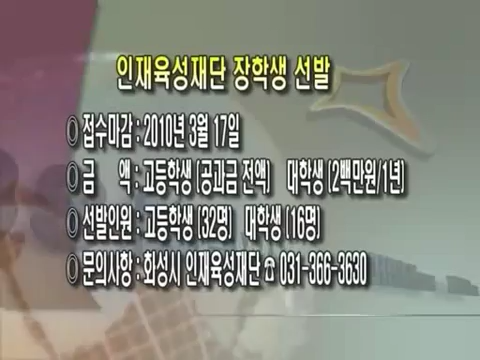 인재육성재단 장학생 선발
◎ 접수마감 : 2010년 3월 17일
◎ 금 액 : 고등학생 (공과금 전액) 대학생 (2백만원/1년)
◎ 선발인원 : 고등학생 (32명) 대학생 (16명)
◎ 문의사항 : 화성시 인재육성재단 ☎ 031-366-3630